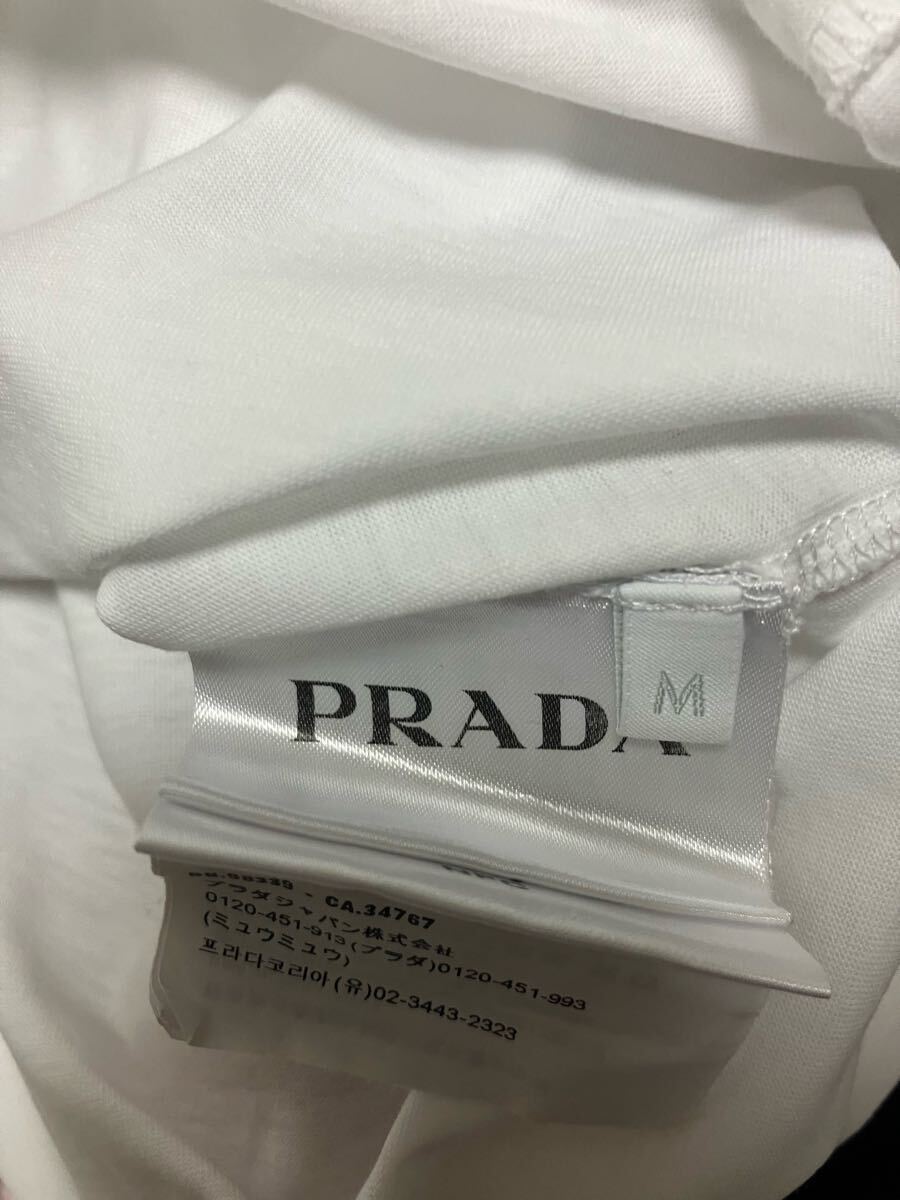 M
PRADA
CA.34767
プラダジャパン株式会社
0120-451-913(プラダ)0120-451-993
(ミュウミュウ)
프라다코리아(유)02-3443-2323